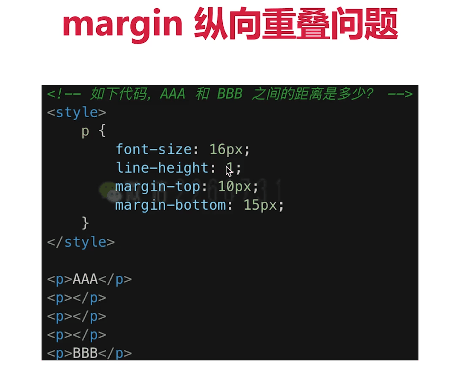 margin 纵向重叠问题
<!-- 如下代码，AAA 和 BBB 之间的距离是多少？ -->
<style>
p {
font-size: 16px;
line-height: 1;
margin-top: 10px;
margin-bottom: 15px;
}
</style>
<p>AAA</p>
<p></p>
<p></p>
<p></p>
<p>BBB</p>